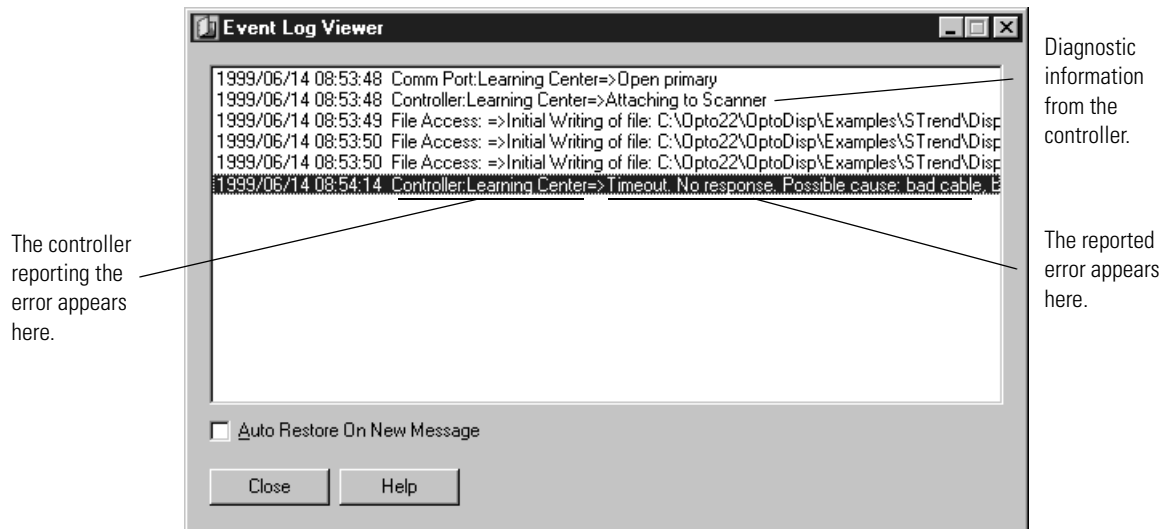 Event Log Viewer
1999/06/14 08:53:48 Comm Port:Learning Center=>Open primary
1999/06/14 08:53:48 Controller:Learning Center=>Attaching to Scanner
1999/06/14 08:53:49 File Access: =>Initial Writing of file: C:\Opto22\OptoDisp\Examples\STrend\Disp
1999/06/14 08:53:50 File Access: =>Initial Writing of file: C:\Opto22\OptoDisp\Examples\STrend\Disp
1999/06/14 08:53:50 File Access: =>Initial Writing of file: C:\Opto22\OptoDisp\Examples\STrend\Disp
1999/06/14 08:54:14 Controller:Learning Center=>Timeout. No response. Possible cause: bad cable,
Auto Restore On New Message
Close
Help
Diagnostic
information
from the
controller.
The controller
reporting the
error appears
here.
The reported
error appears
here.